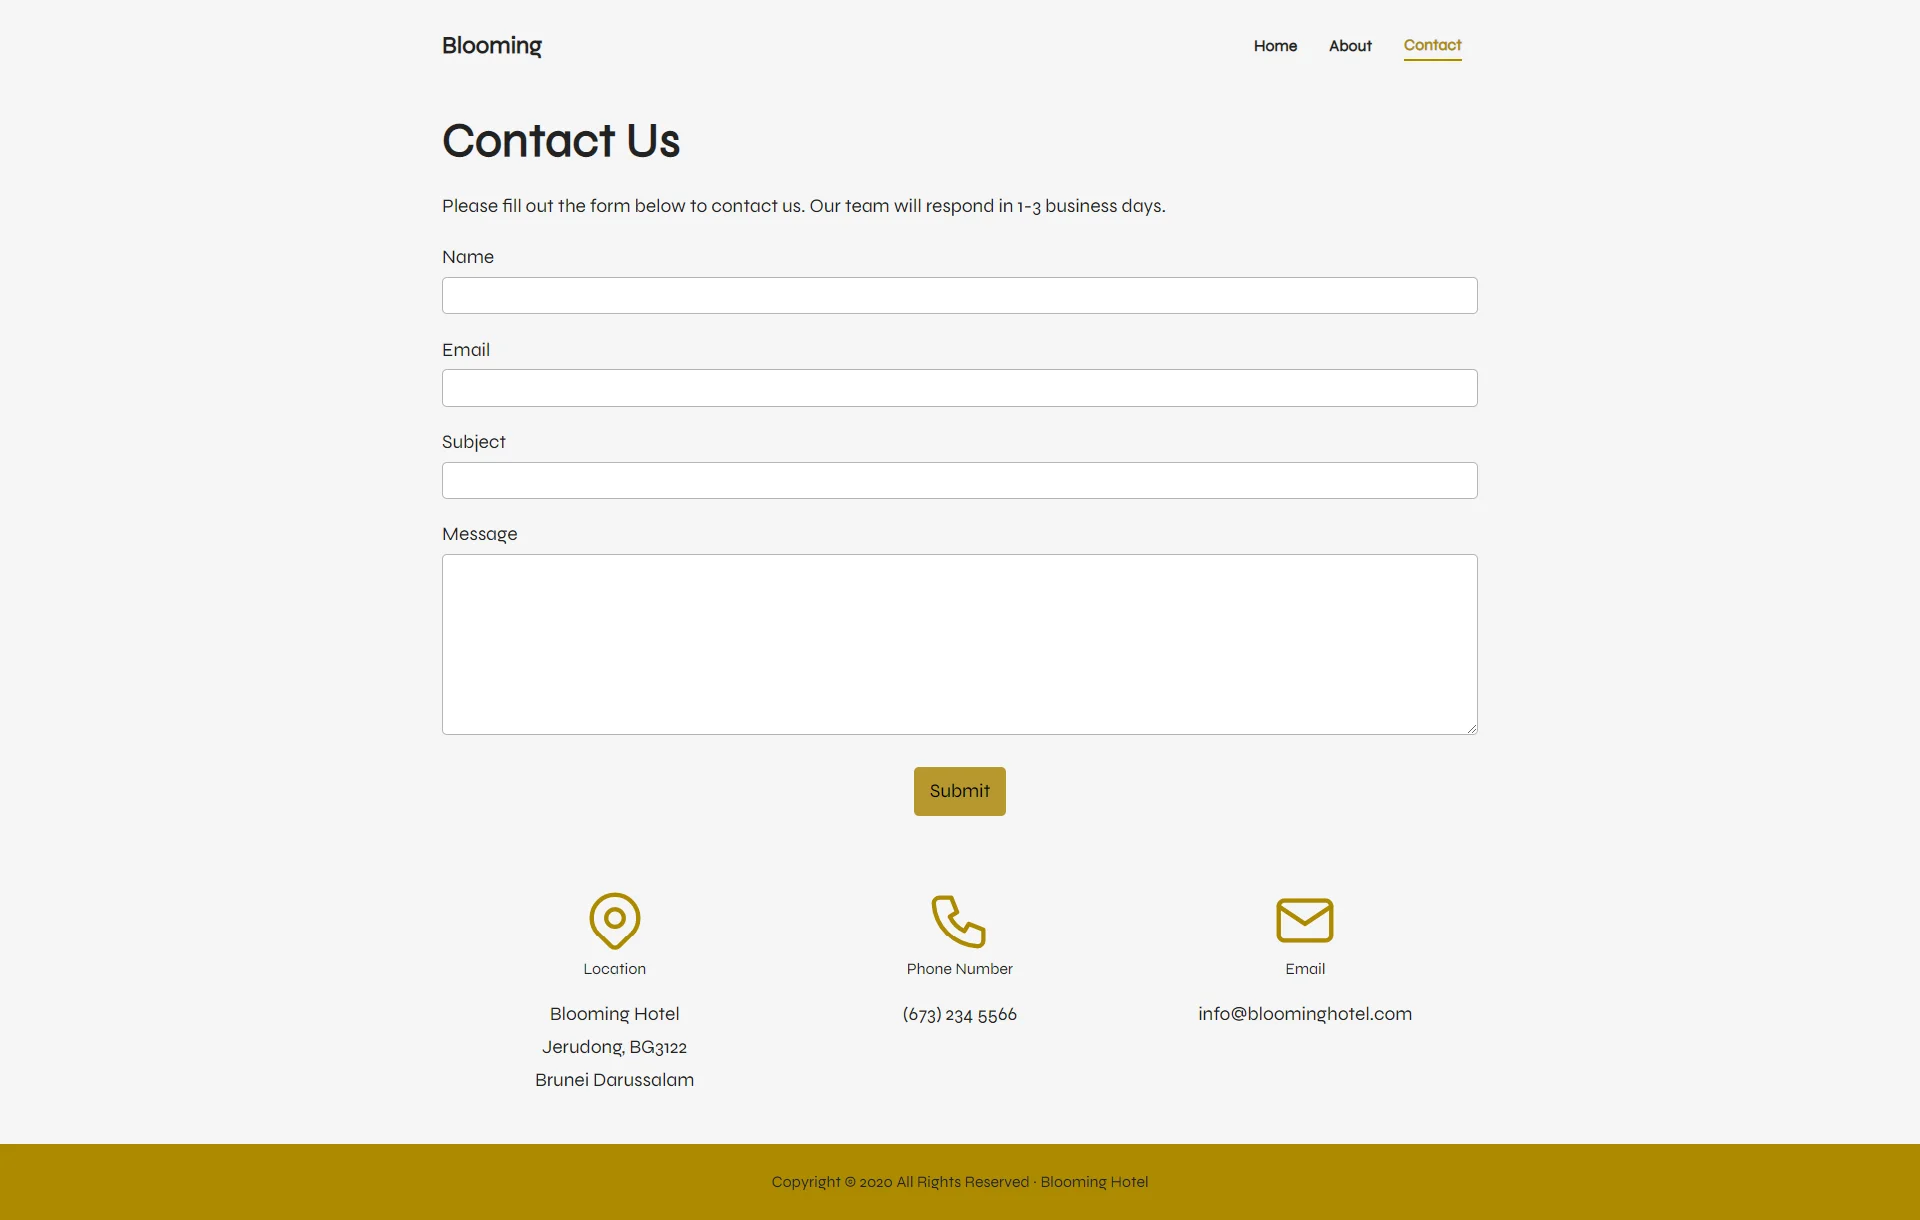 Blooming
Home
About
Contact
Contact Us
Please fill out the form below to contact us. Our team will respond in 1-3 business days.
Name
Email
Subject
Message
Submit
Location
Blooming Hotel
Jerudong, BG3122
Brunei Darussalam
Phone Number
(673) 234 5566
Email
info@bloominghotel.com
Copyright © 2020 All Rights Reserved · Blooming Hotel